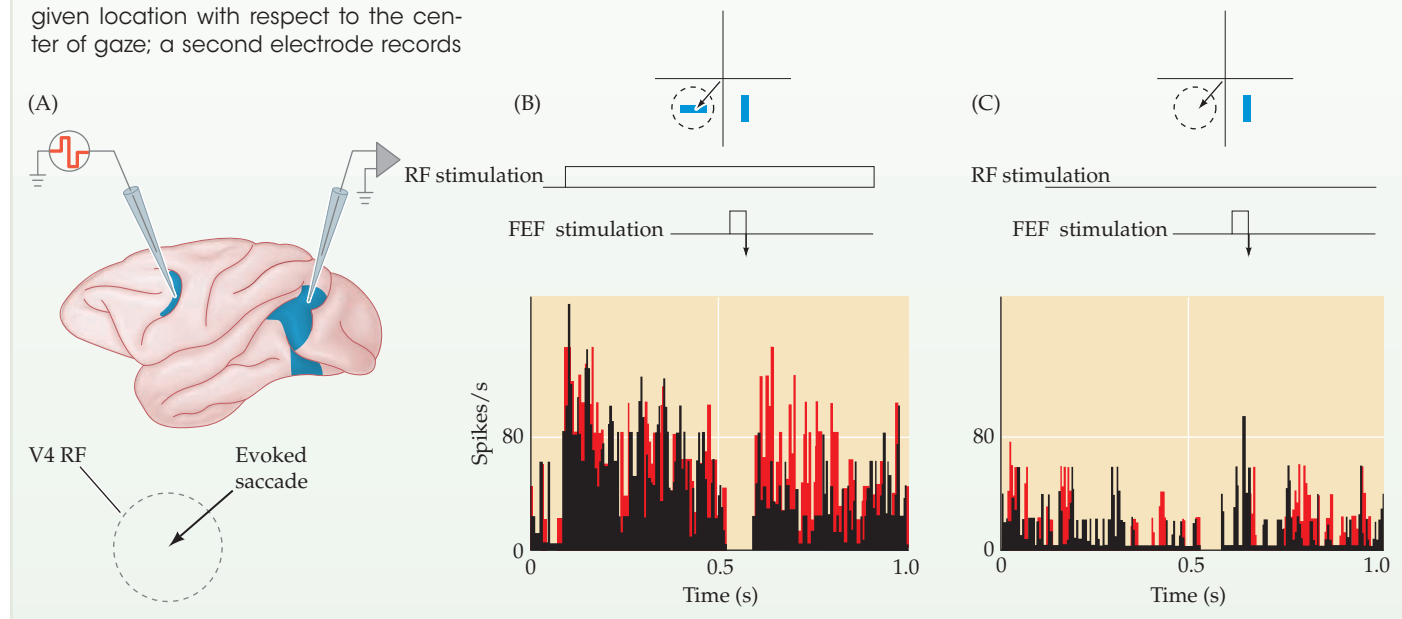 given location with respect to the cen-
ter of gaze; a second electrode records
(A)
V4 RF
Evoked
saccade
(B)
RF stimulation
FEF stimulation
Spikes/s
80
0
0
0.5
1.0
Time (s)
(C)
RF stimulation
FEF stimulation
80
0
0
0.5
1.0
Time (s)